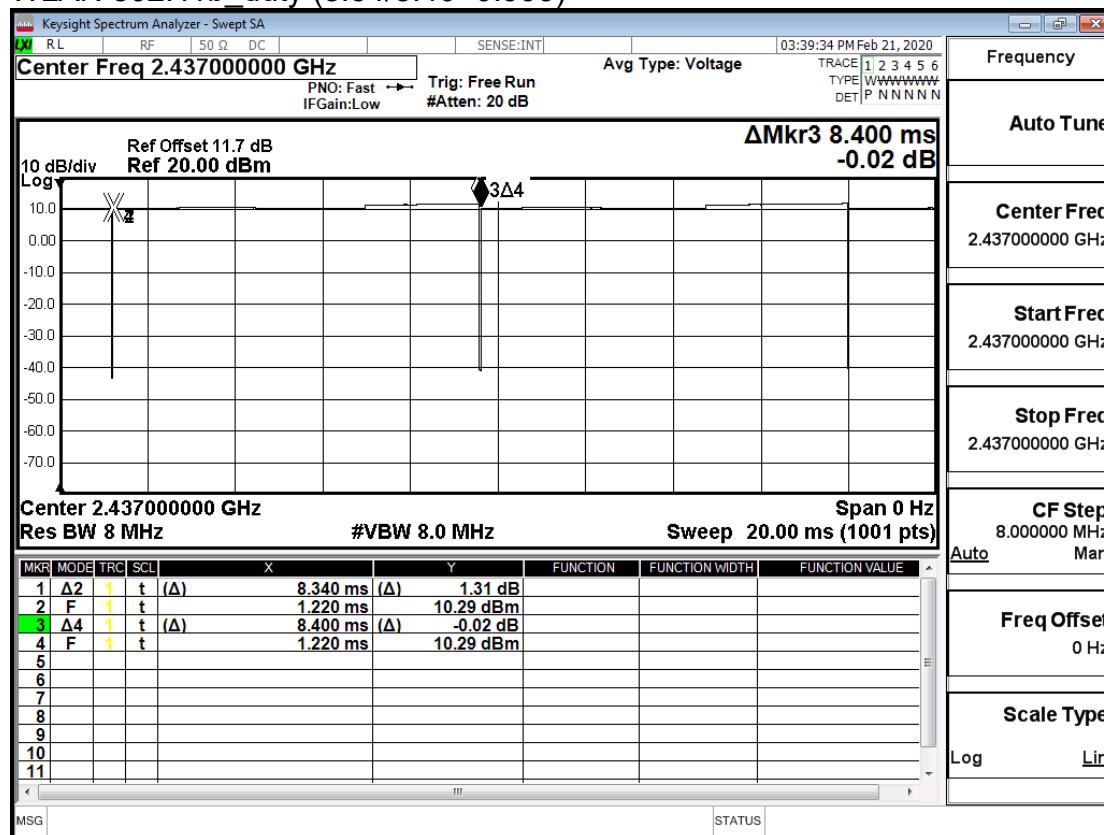 Keysight Spectrum Analyzer - Swept SA
LXI RL RF 50 Ω DC SENSE:INT 03:39:34 PM Feb 21, 2020
Center Freq 2.437000000 GHz
Avg Type: Voltage
TRACE 1 2 3 4 5 6
PNO: Fast
Trig: Free Run
TYPE WWWWWW
IFGain:Low
#Atten: 20 dB
DET P N N N N N
ΔMkr3 8.400 ms
-0.02 dB
Ref Offset 11.7 dB
10 dB/div Ref 20.00 dBm
Log
3Δ4
10.0
0.00
-10.0
-20.0
-30.0
-40.0
-50.0
-60.0
-70.0
Center 2.437000000 GHz Span 0 Hz
Res BW 8 MHz #VBW 8.0 MHz Sweep 20.00 ms (1001 pts)
MKR MODE TRC SCL X Y FUNCTION FUNCTION WIDTH FUNCTION VALUE
1 Δ2 1 t (Δ) 8.340 ms (Δ) 1.31 dB
2 F 1 t 1.220 ms 10.29 dBm
3 Δ4 1 t (Δ) 8.400 ms (Δ) -0.02 dB
4 F 1 t 1.220 ms 10.29 dBm
5
6
7
8
9
10
11
MSG STATUS
Frequency
Auto Tune
Center Freq
2.437000000 GHz
Start Freq
2.437000000 GHz
Stop Freq
2.437000000 GHz
CF Step
8.000000 MHz
Auto Man
Freq Offset
0 Hz
Scale Type
Log Lin